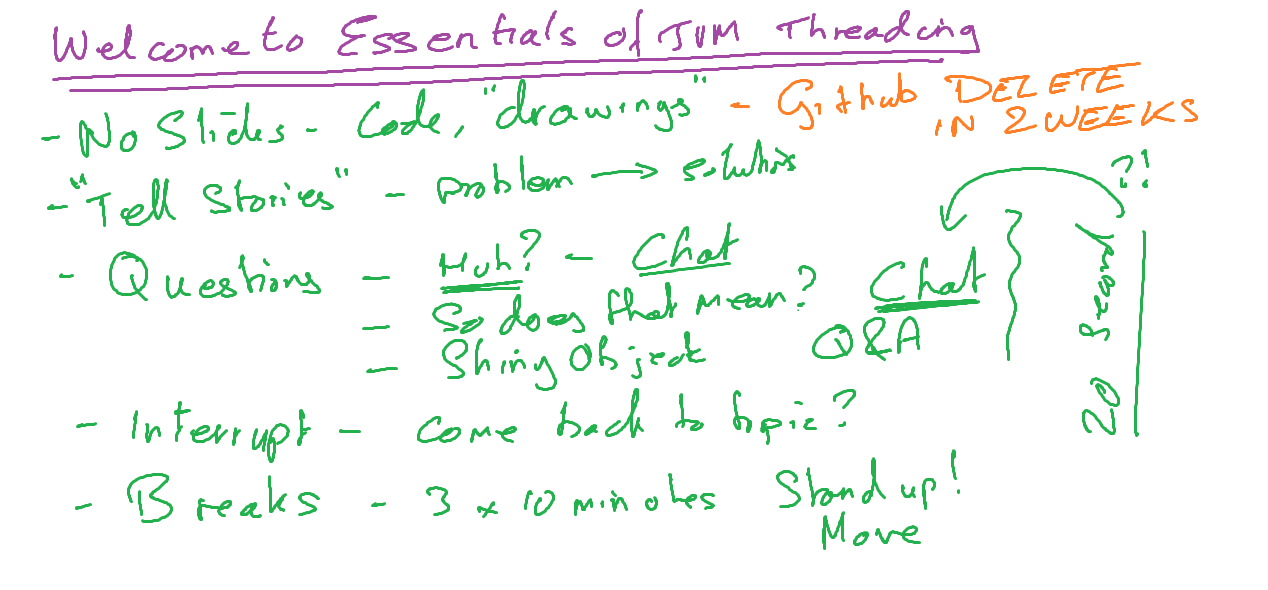 Welcome to Essentials of JVM Threading
- No Slides - Code, "drawings" - Github DELETE IN 2 WEEKS
- "Tell Stories" - problem → solutions
- Questions - Huh? - Chat
- So does that mean? Chat
- Shiny Object Q&A
?!
20 second
- Interrupt - come back to topic?
- Breaks - 3 x 10 minutes Stand up!
Move